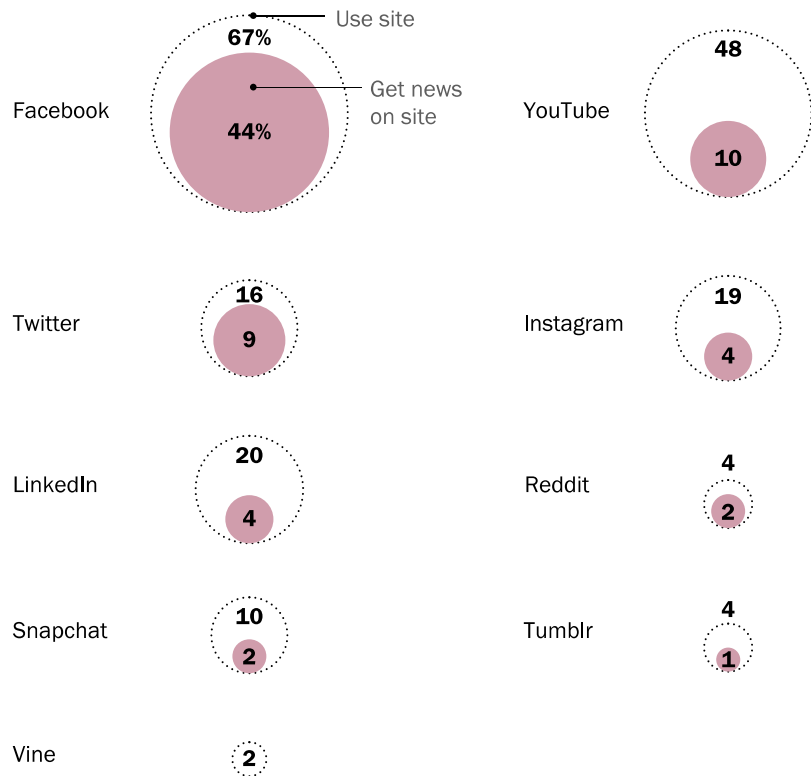 Use site
67%
Get news
on site
Facebook
44%
48
YouTube
10
16
Twitter
9
19
Instagram
4
20
LinkedIn
4
4
Reddit
2
10
Snapchat
2
4
Tumblr
1
Vine
2